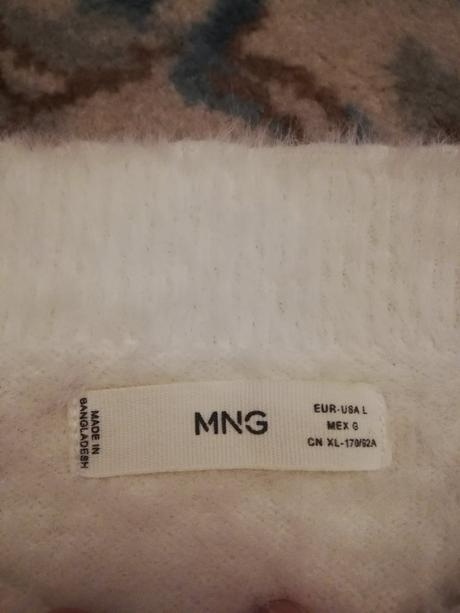 MADE IN
BANGLADESH
MNG
EUR-USA L
MEX G
CN XL-170/92A